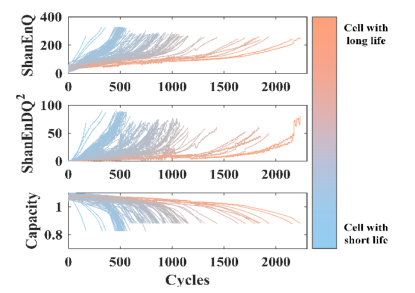 400
200
0
0 500 1000 1500 2000
ShanEnQ
100
50
0
0 500 1000 1500 2000
ShanEnDQ²
1
0.8
0 500 1000 1500 2000
Capacity
Cycles
Cell with
long life
Cell with
short life